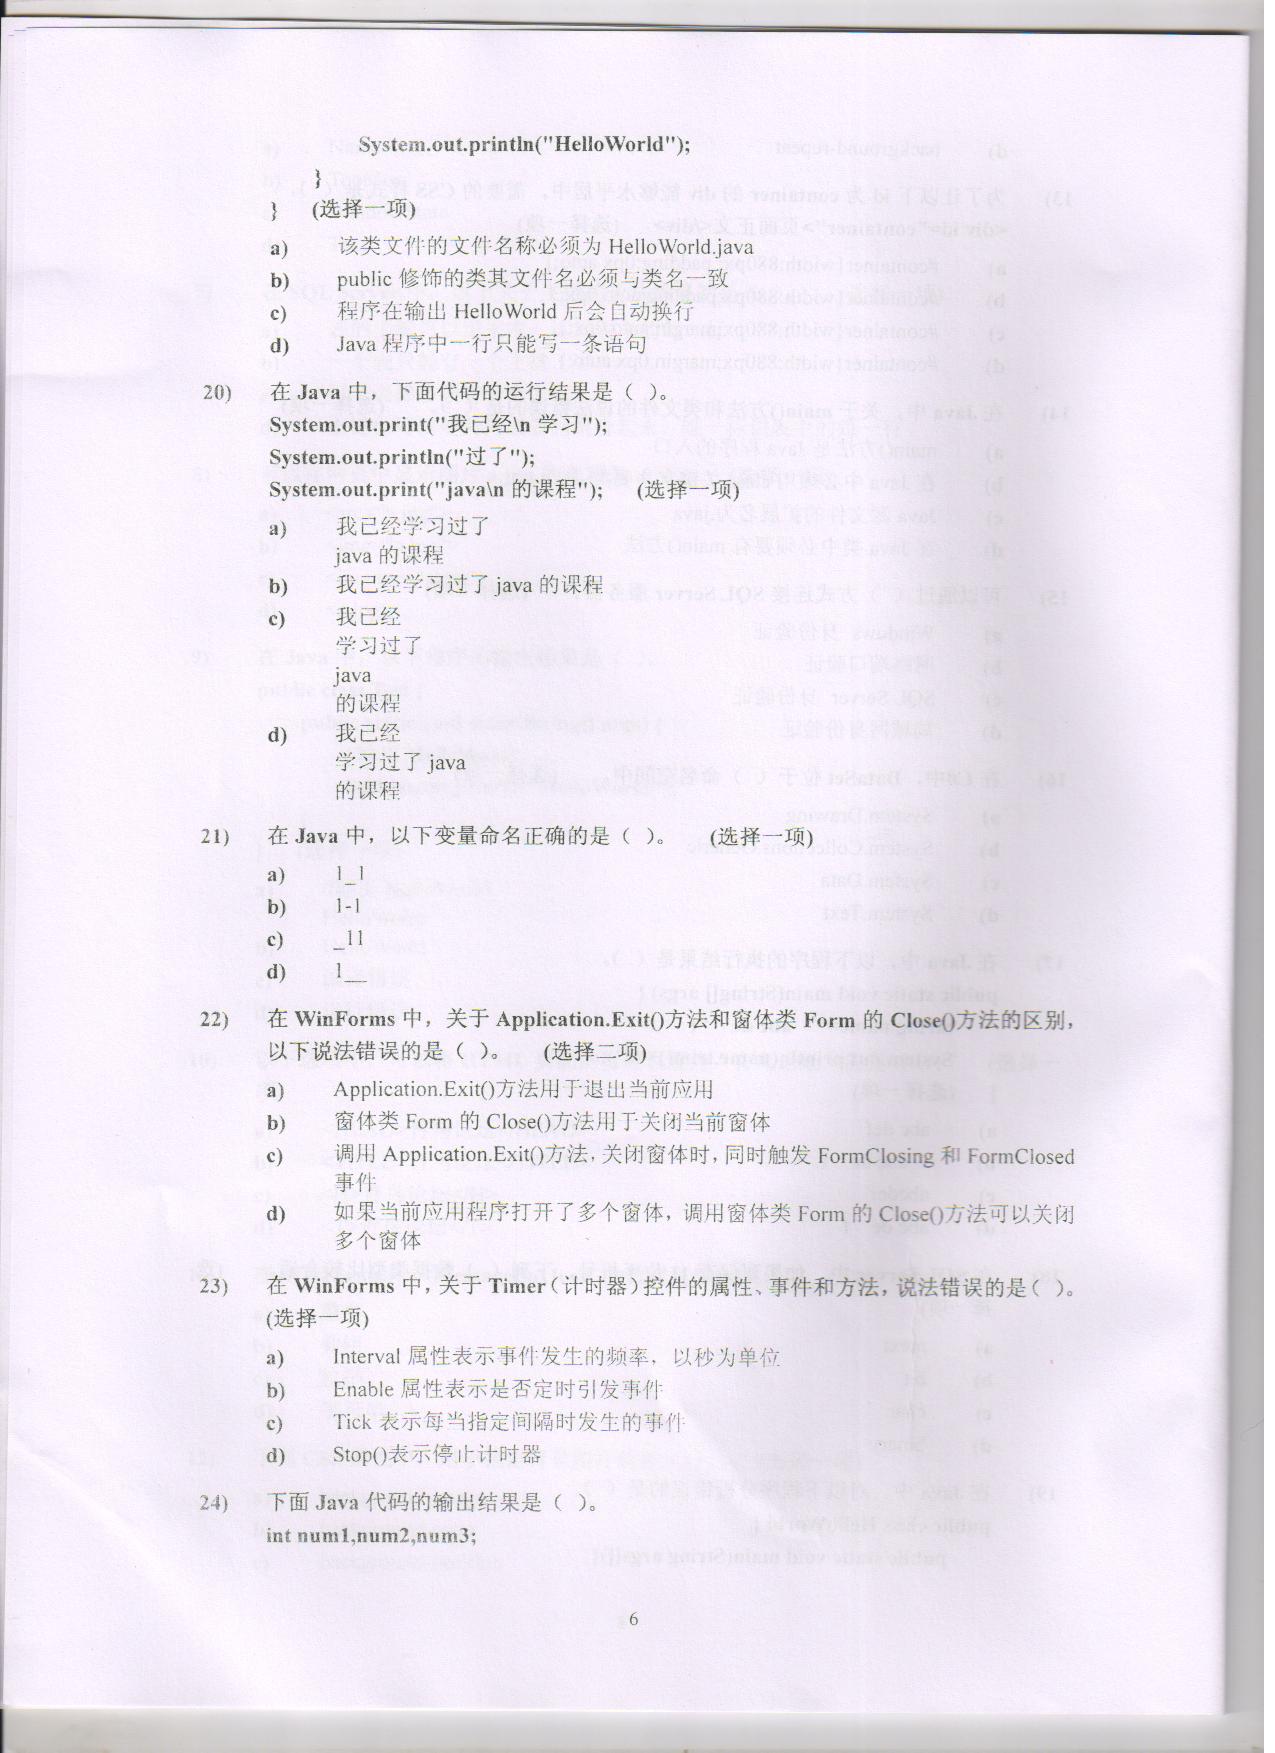 System.out.println("HelloWorld");
}
} (选择一项)
a) 该类文件的文件名称必须为 HelloWorld.java
b) public 修饰的类其文件名必须与类名一致
c) 程序在输出 HelloWorld 后会自动换行
d) Java 程序中一行只能写一条语句
20) 在 Java 中，下面代码的运行结果是（ ）。
System.out.print("我已经\n 学习");
System.out.println("过了");
System.out.print("java\n 的课程"); (选择一项)
a) 我已经学习过了
java 的课程
b) 我已经学习过了 java 的课程
c) 我已经
学习过了
java
的课程
d) 我已经
学习过了 java
的课程
21) 在 Java 中，以下变量命名正确的是（ ）。 (选择一项)
a) 1_1
b) 1-1
c) _11
d) 1__
22) 在 WinForms 中，关于 Application.Exit()方法和窗体类 Form 的 Close()方法的区别，
以下说法错误的是（ ）。 (选择二项)
a) Application.Exit()方法用于退出当前应用
b) 窗体类 Form 的 Close()方法用于关闭当前窗体
c) 调用 Application.Exit()方法，关闭窗体时，同时触发 FormClosing 和 FormClosed
事件
d) 如果当前应用程序打开了多个窗体，调用窗体类 Form 的 Close()方法可以关闭
多个窗体
23) 在 WinForms 中，关于 Timer（计时器）控件的属性、事件和方法，说法错误的是（ ）。
(选择一项)
a) Interval 属性表示事件发生的频率，以秒为单位
b) Enable 属性表示是否定时引发事件
c) Tick 表示每当指定间隔时发生的事件
d) Stop()表示停止计时器
24) 下面 Java 代码的输出结果是（ ）。
int num1,num2,num3;
6